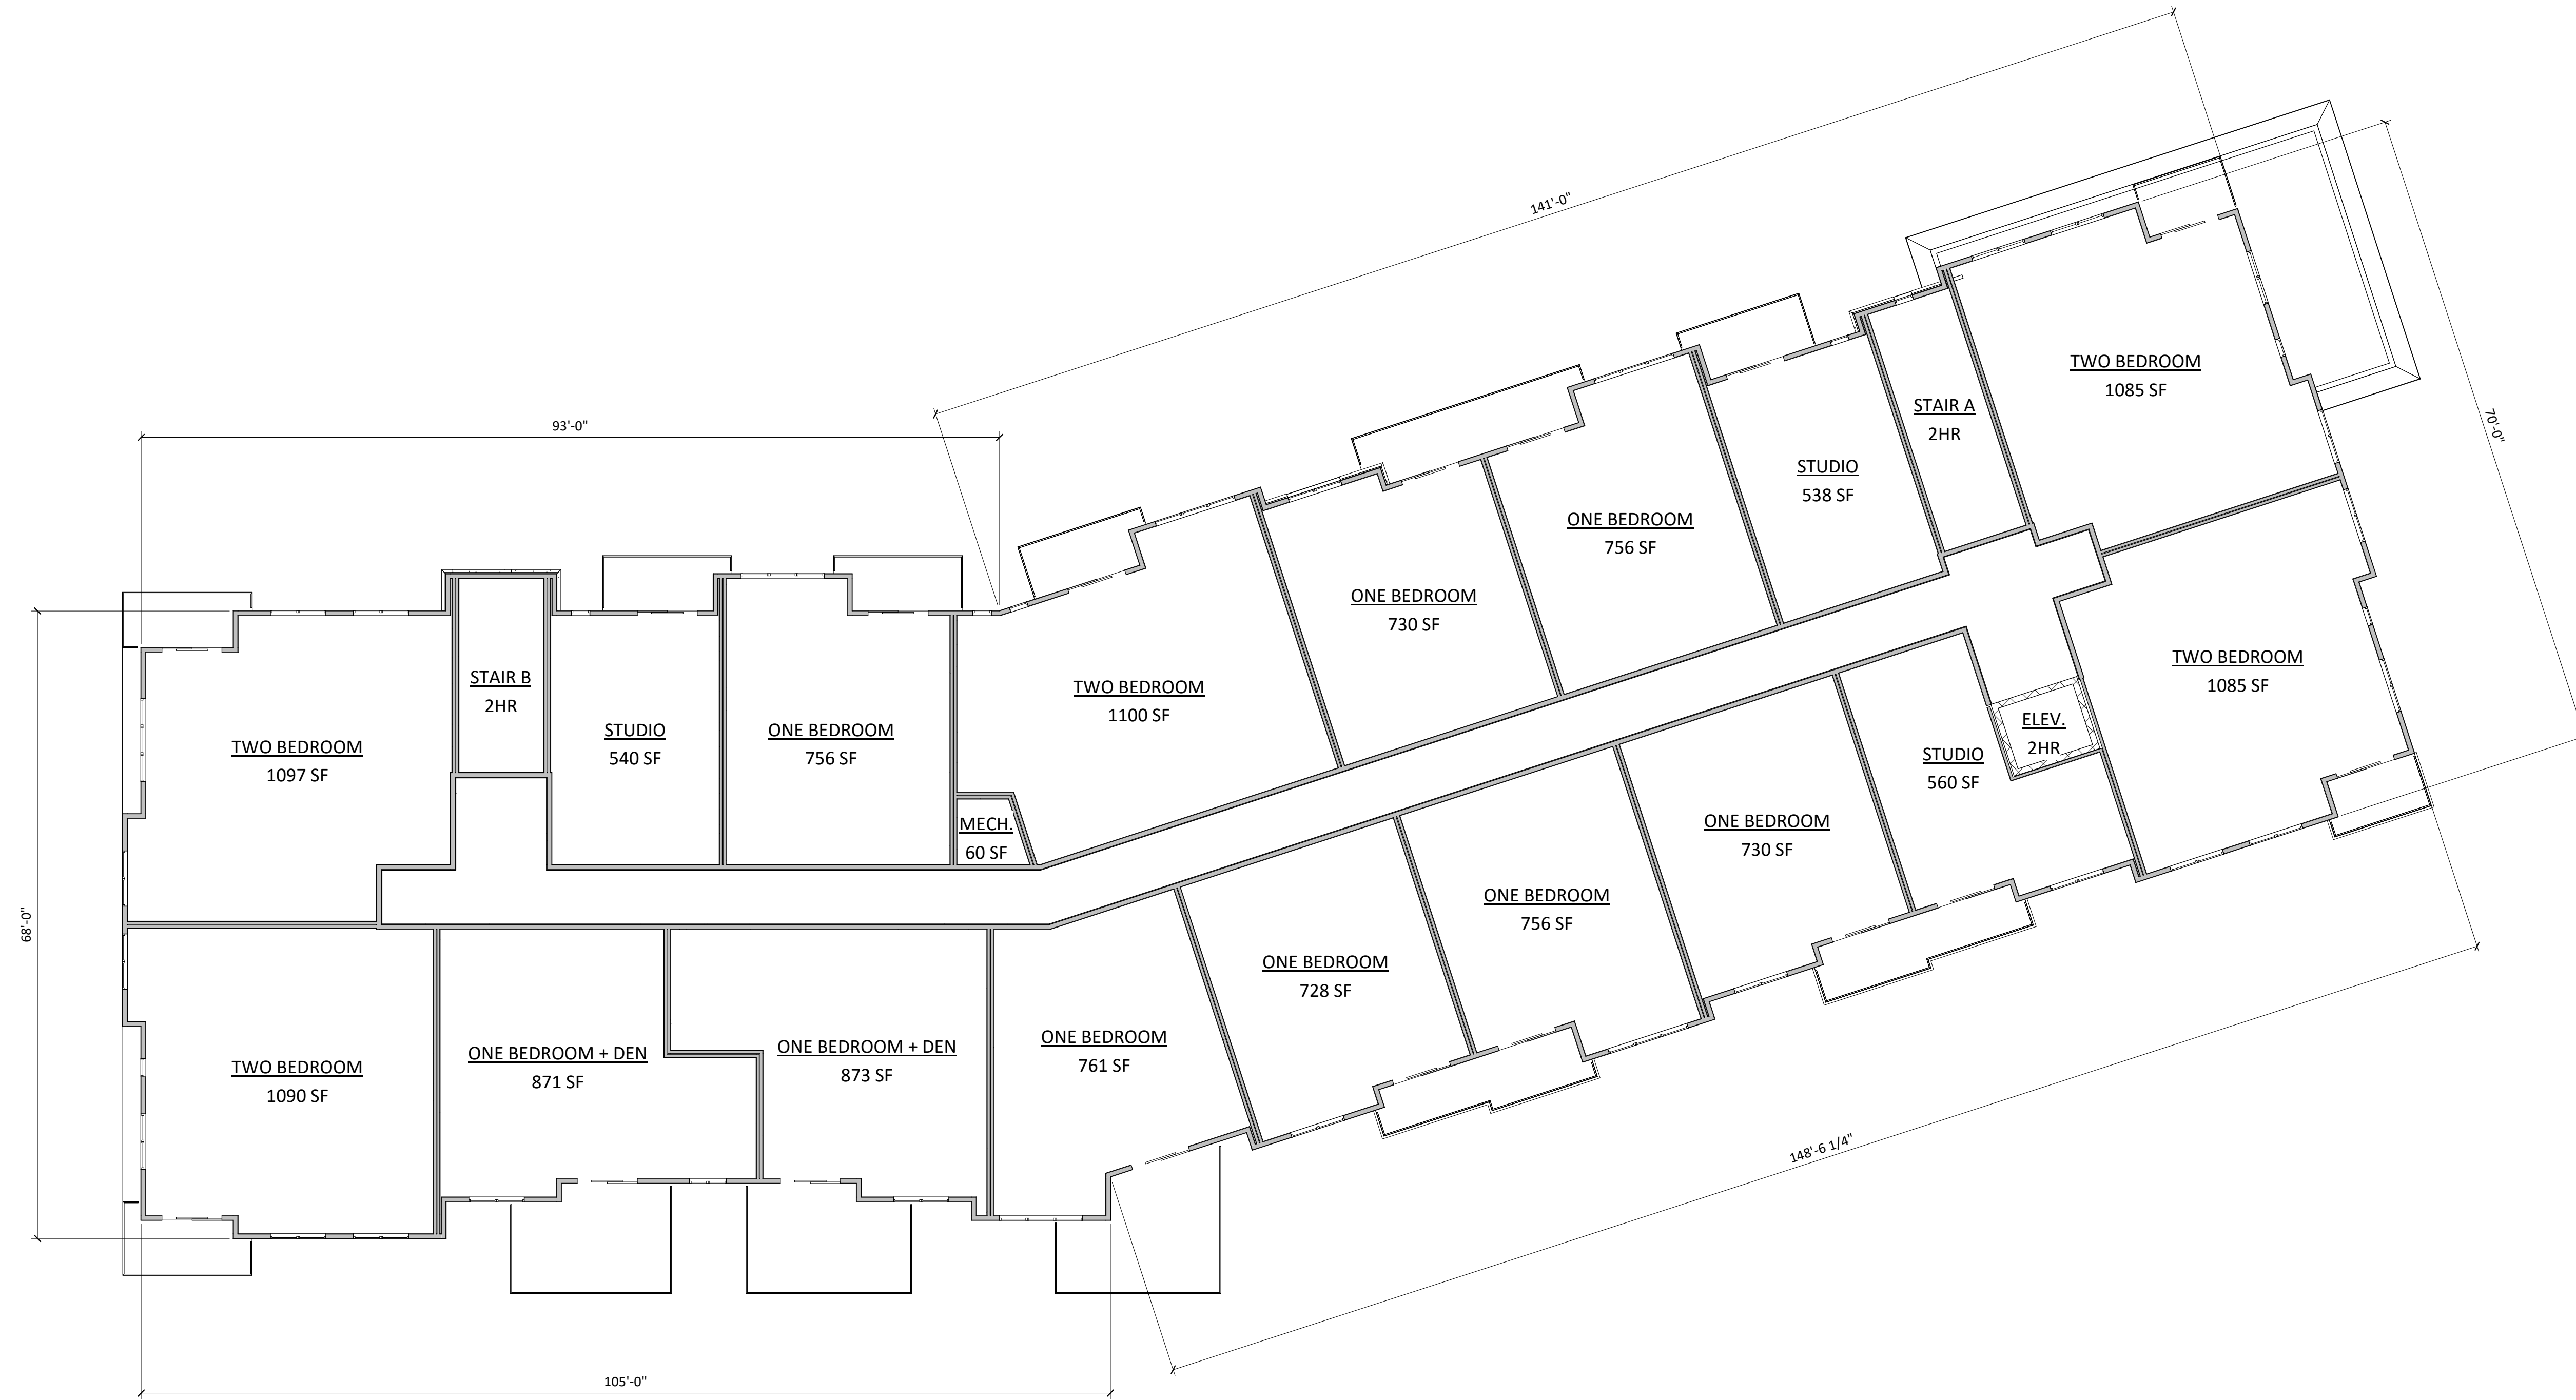 141'-0"
93'-0"
70'-0"
68'-0"
TWO BEDROOM
1085 SF
STAIR A
2HR
STUDIO
538 SF
ONE BEDROOM
756 SF
ONE BEDROOM
730 SF
TWO BEDROOM
1100 SF
TWO BEDROOM
1085 SF
STAIR B
2HR
STUDIO
540 SF
ONE BEDROOM
756 SF
TWO BEDROOM
1097 SF
MECH.
60 SF
ELEV.
2HR
STUDIO
560 SF
ONE BEDROOM
730 SF
ONE BEDROOM
756 SF
ONE BEDROOM
728 SF
ONE BEDROOM
761 SF
ONE BEDROOM + DEN
873 SF
ONE BEDROOM + DEN
871 SF
TWO BEDROOM
1090 SF
148'-6 1/4"
105'-0"